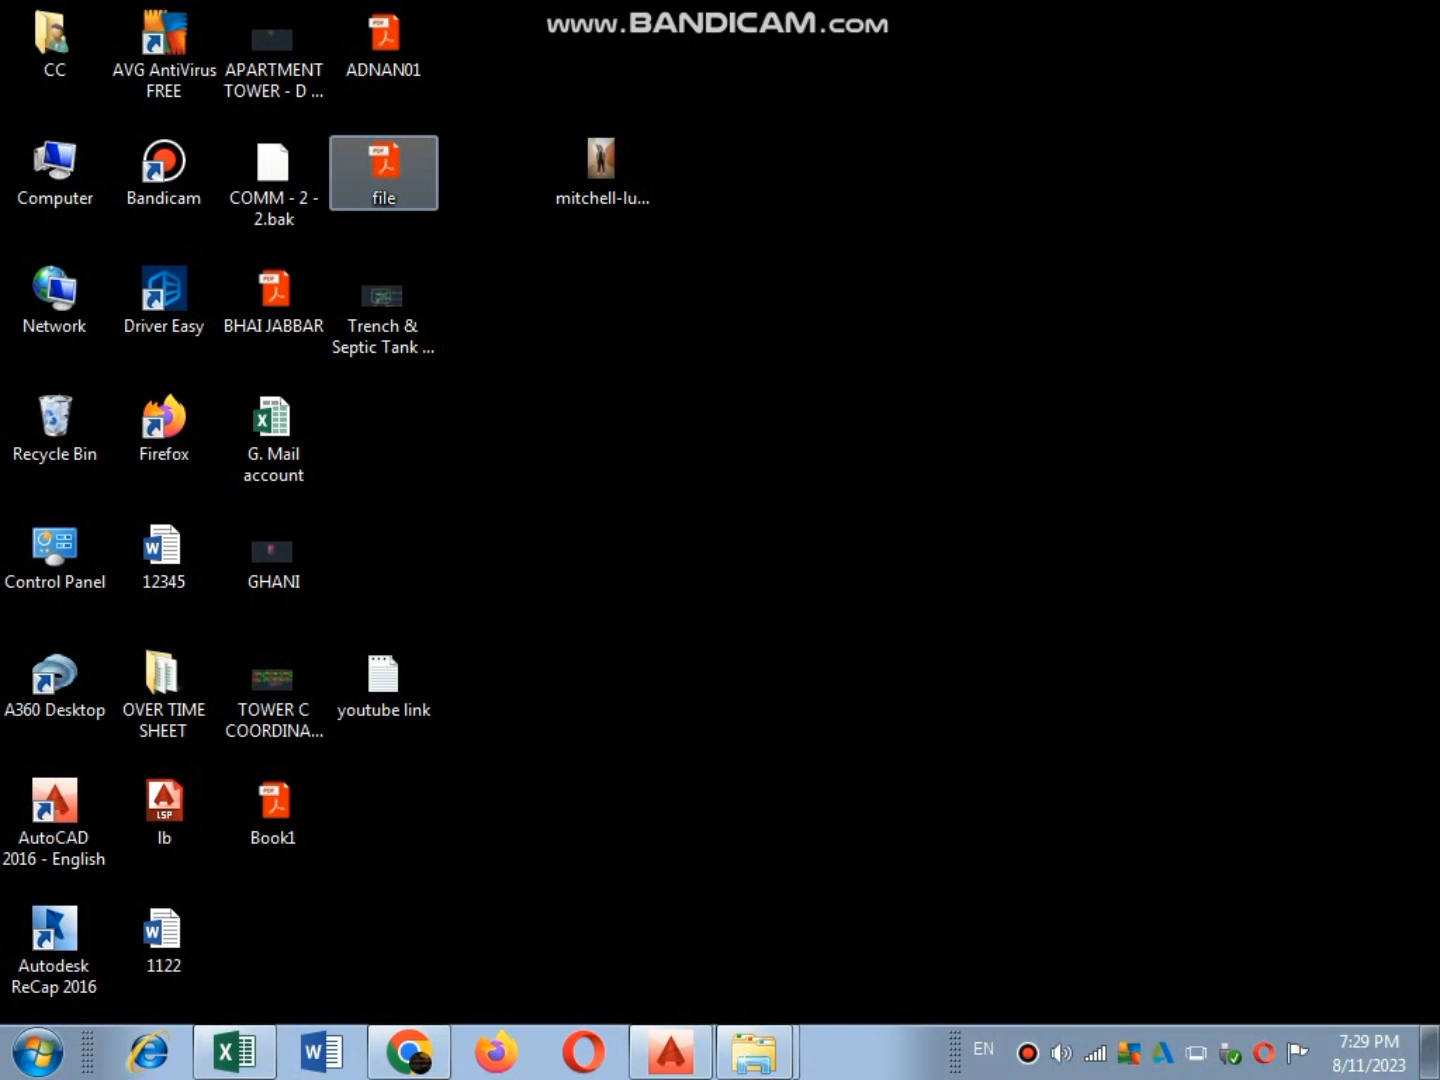 www.BANDICAM.com
CC
AVG AntiVirus
FREE
APARTMENT
TOWER - D ...
ADNAN01
Computer
Bandicam
COMM - 2 -
2.bak
file
mitchell-lu...
Network
Driver Easy
BHAI JABBAR
Trench &
Septic Tank ...
Recycle Bin
Firefox
G. Mail
account
Control Panel
12345
GHANI
A360 Desktop
OVER TIME
SHEET
TOWER C
COORDINA...
youtube link
AutoCAD
2016 - English
lb
Book1
Autodesk
ReCap 2016
1122
EN
7:29 PM
8/11/2023